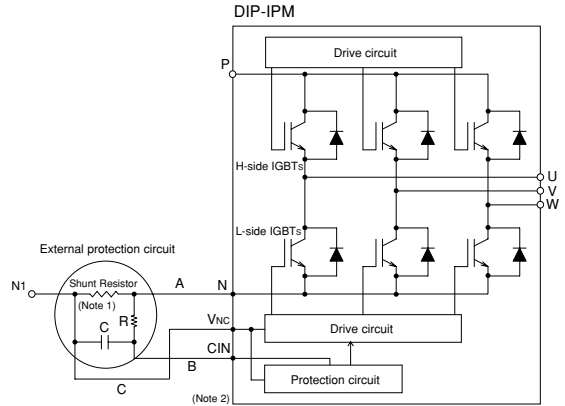 DIP-IPM
Drive circuit
P
H-side IGBTs
U
V
W
L-side IGBTs
External protection circuit
N1
Shunt Resistor
A
N
(Note 1)
R
C
VNC
Drive circuit
CIN
B
C
Protection circuit
(Note 2)